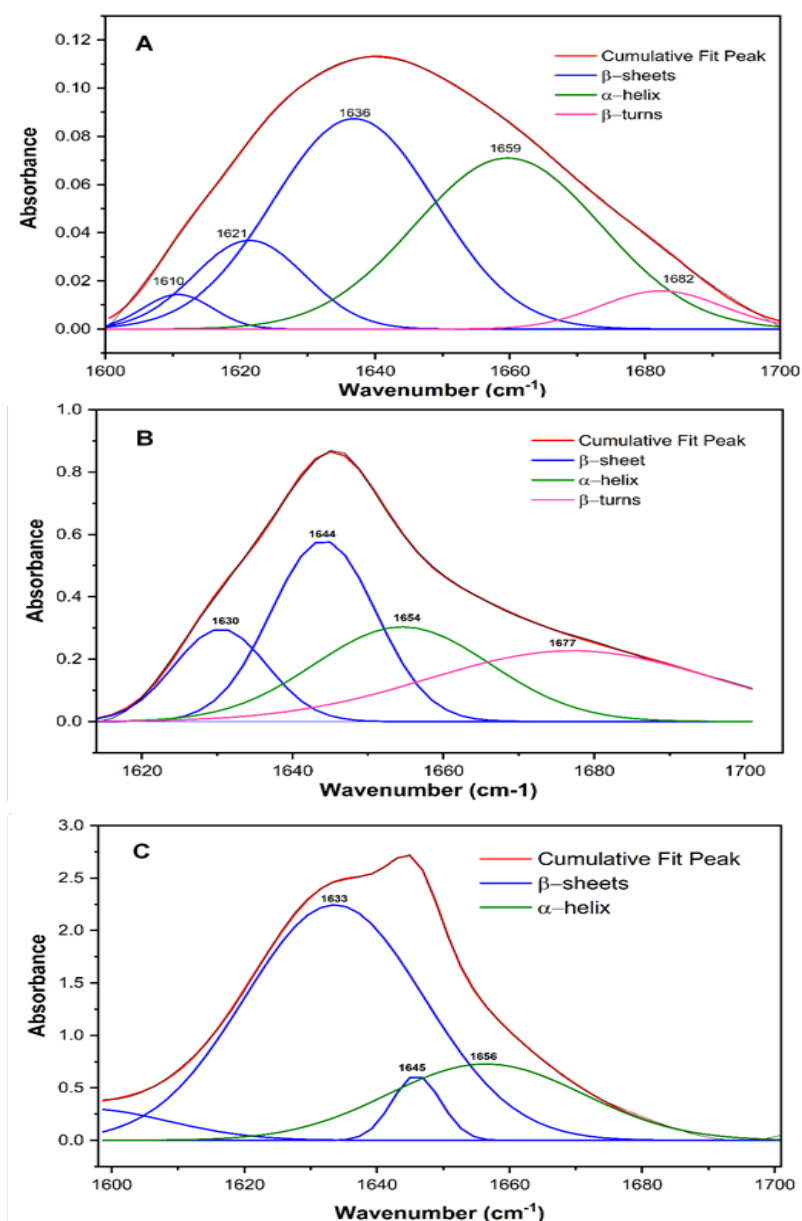 A
Cumulative Fit Peak
β−sheets
α−helix
β−turns
1636
1659
1621
1610
1682
0.12
0.10
0.08
0.06
0.04
0.02
0.00
Absorbance
1600 1620 1640 1660 1680 1700
Wavenumber (cm-1)
B
Cumulative Fit Peak
β−sheet
α−helix
β−turns
1644
1630
1654
1677
1.0
0.8
0.6
0.4
0.2
0.0
Absorbance
1620 1640 1660 1680 1700
Wavenumber (cm-1)
C
Cumulative Fit Peak
β−sheets
α−helix
1633
1645
1656
3.0
2.5
2.0
1.5
1.0
0.5
0.0
Absorbance
1600 1620 1640 1660 1680 1700
Wavenumber (cm-1)